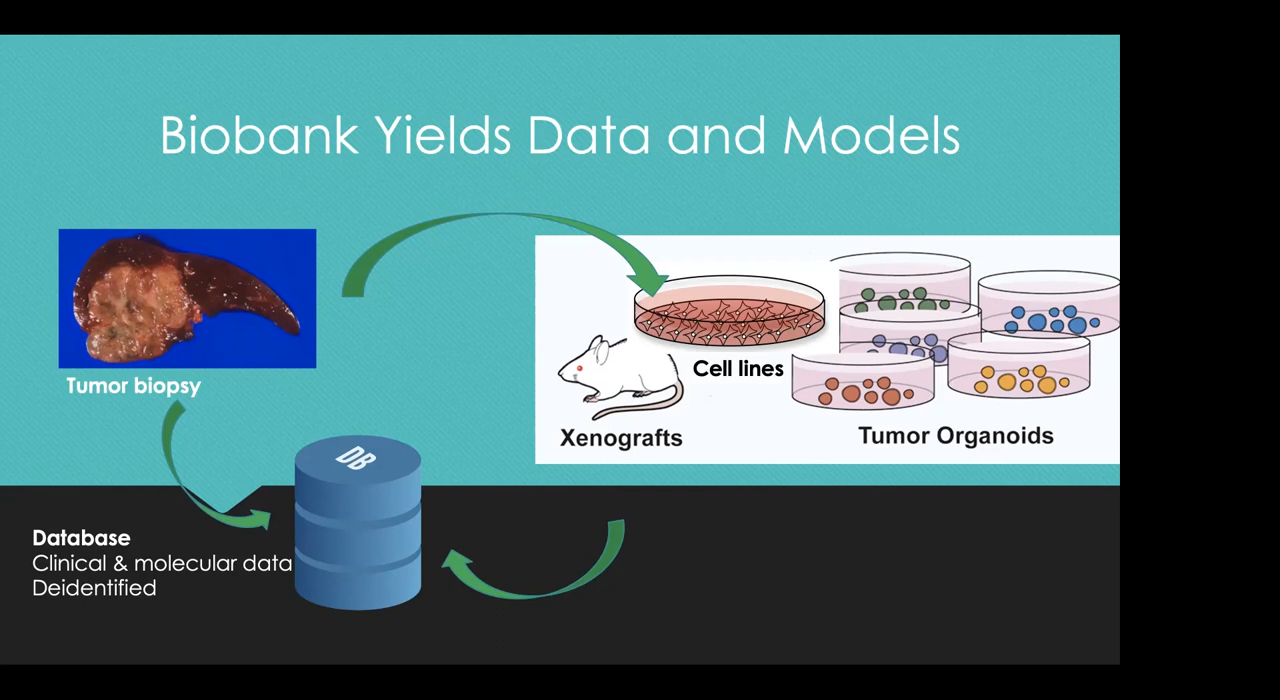 Biobank Yields Data and Models
Tumor biopsy
Cell lines
Xenografts
Tumor Organoids
DB
Database
Clinical & molecular data
Deidentified